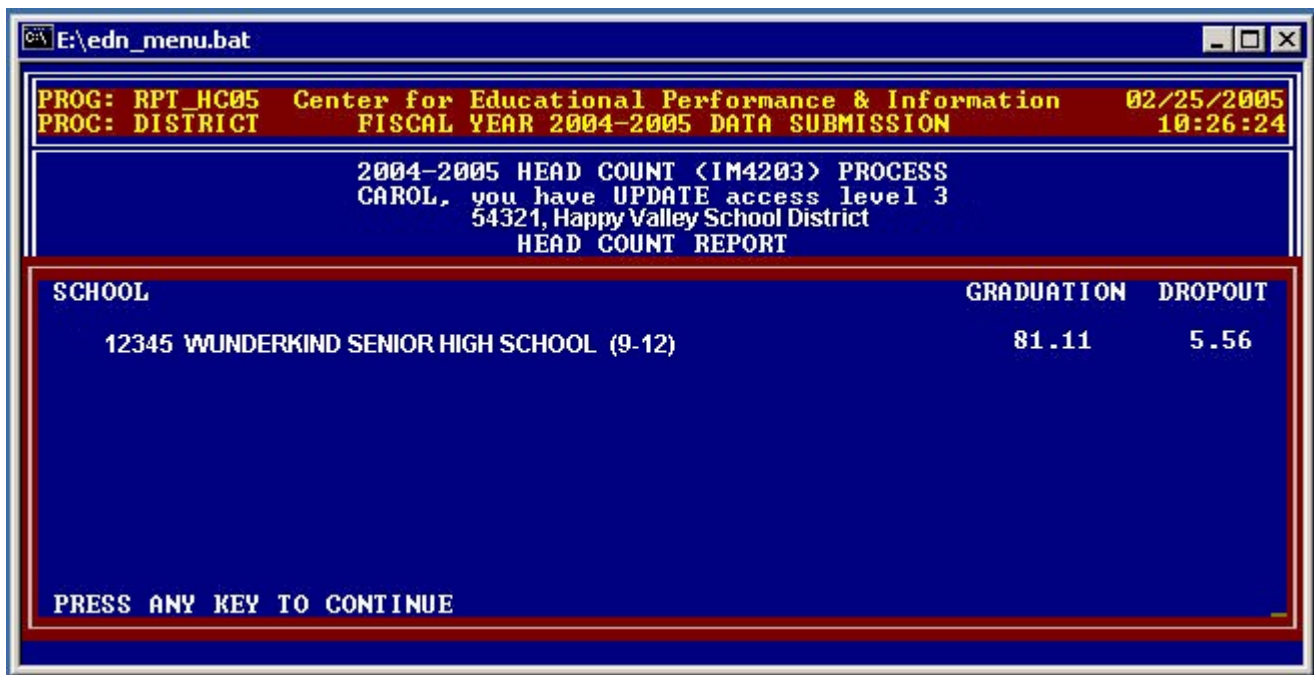 E:\edn_menu.bat
PROG: RPT_HC05 Center for Educational Performance & Information 02/25/2005
PROC: DISTRICT FISCAL YEAR 2004-2005 DATA SUBMISSION 10:26:24
2004-2005 HEAD COUNT <IM4203> PROCESS
CAROL, you have UPDATE access level 3
54321, Happy Valley School District
HEAD COUNT REPORT
SCHOOL GRADUATION DROPOUT
12345 WUNDERKIND SENIOR HIGH SCHOOL (9-12) 81.11 5.56
PRESS ANY KEY TO CONTINUE